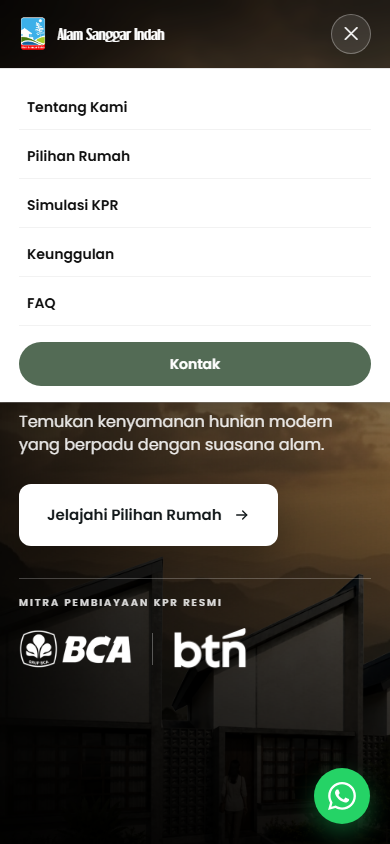 Alam Sanggar Indah
Tentang Kami
Pilihan Rumah
Simulasi KPR
Keunggulan
FAQ
Kontak
Temukan kenyamanan hunian modern
yang berpadu dengan suasana alam.
Jelajahi Pilihan Rumah →
MITRA PEMBIAYAAN KPR RESMI
BCA
btn